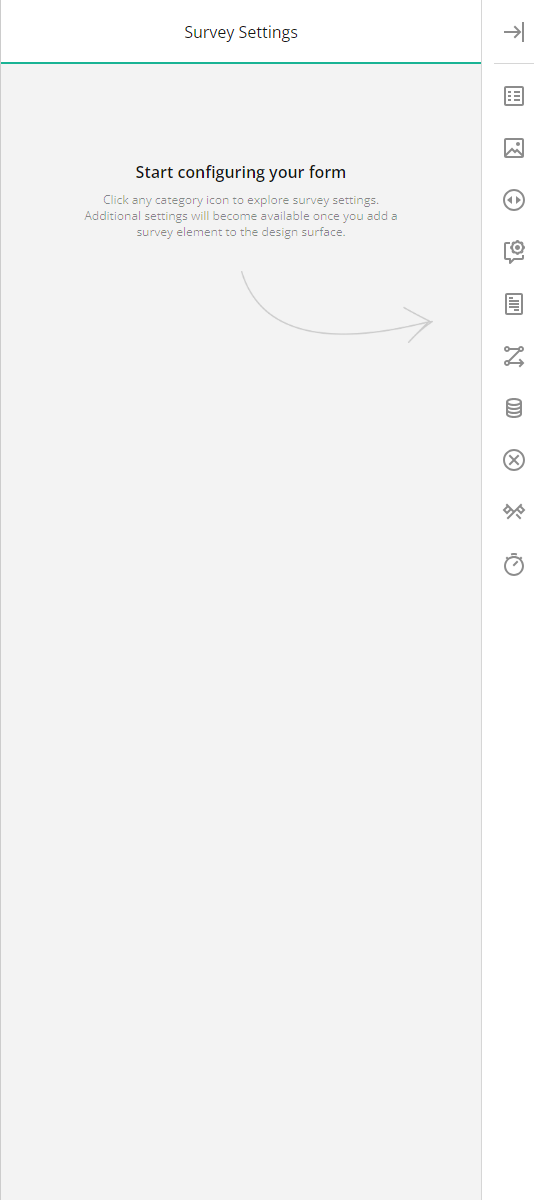 Survey Settings
Start configuring your form
Click any category icon to explore survey settings.
Additional settings will become available once you add a
survey element to the design surface.